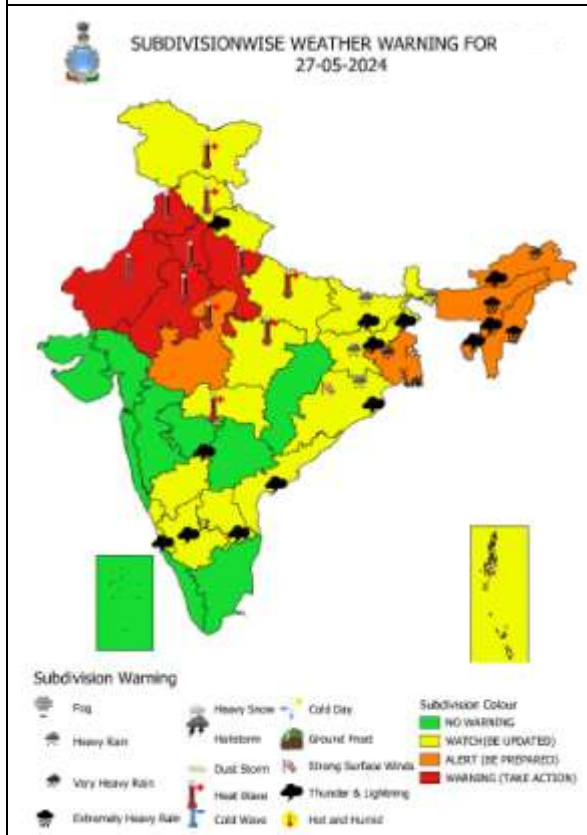 SUBDIVISIONWISE WEATHER WARNING FOR
27-05-2024
Subdivision Warning
Fog
Heavy Rain
Very Heavy Rain
Extremely Heavy Rain
Heavy Snow
Hailstorm
Dust Storm
Heat Wave
Cold Wave
Cold Day
Ground Frost
Strong Surface Winds
Thunder & Lightning
Hot and Humid
Subdivision Colour
NO WARNING
WATCH(BE UPDATED)
ALERT (BE PREPARED)
WARNING (TAKE ACTION)